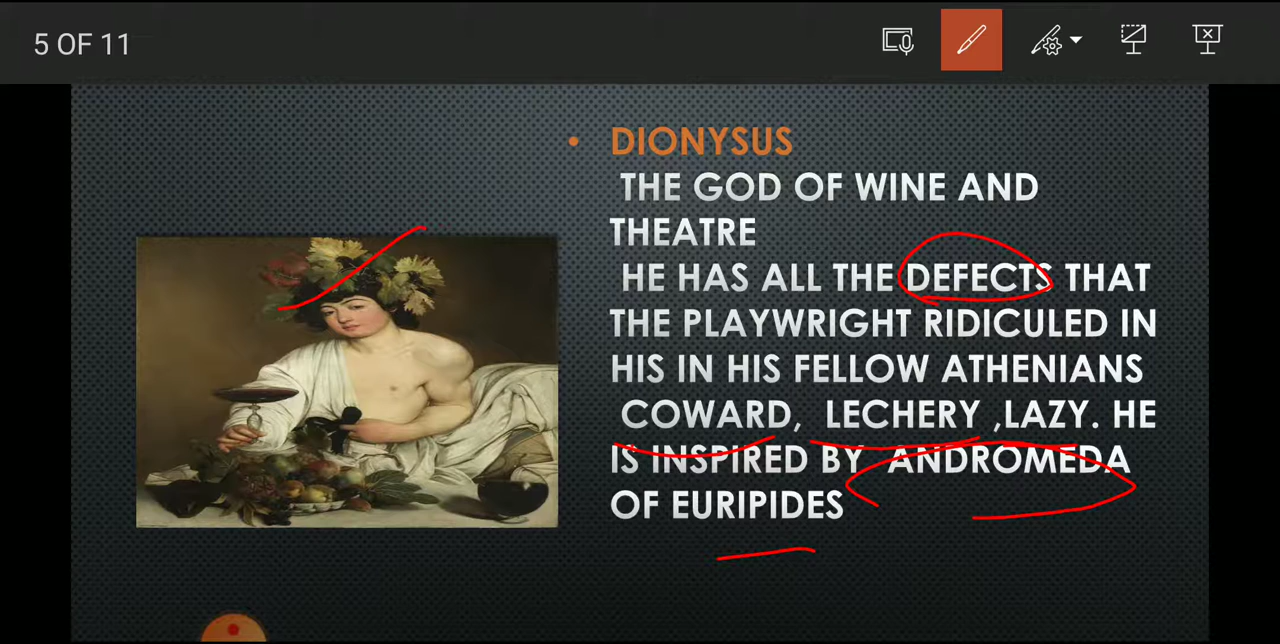 5 OF 11
• DIONYSUS
THE GOD OF WINE AND
THEATRE
HE HAS ALL THE DEFECTS THAT
THE PLAYWRIGHT RIDICULED IN
HIS IN HIS FELLOW ATHENIANS
COWARD, LECHERY ,LAZY. HE
IS INSPIRED BY ANDROMEDA
OF EURIPIDES